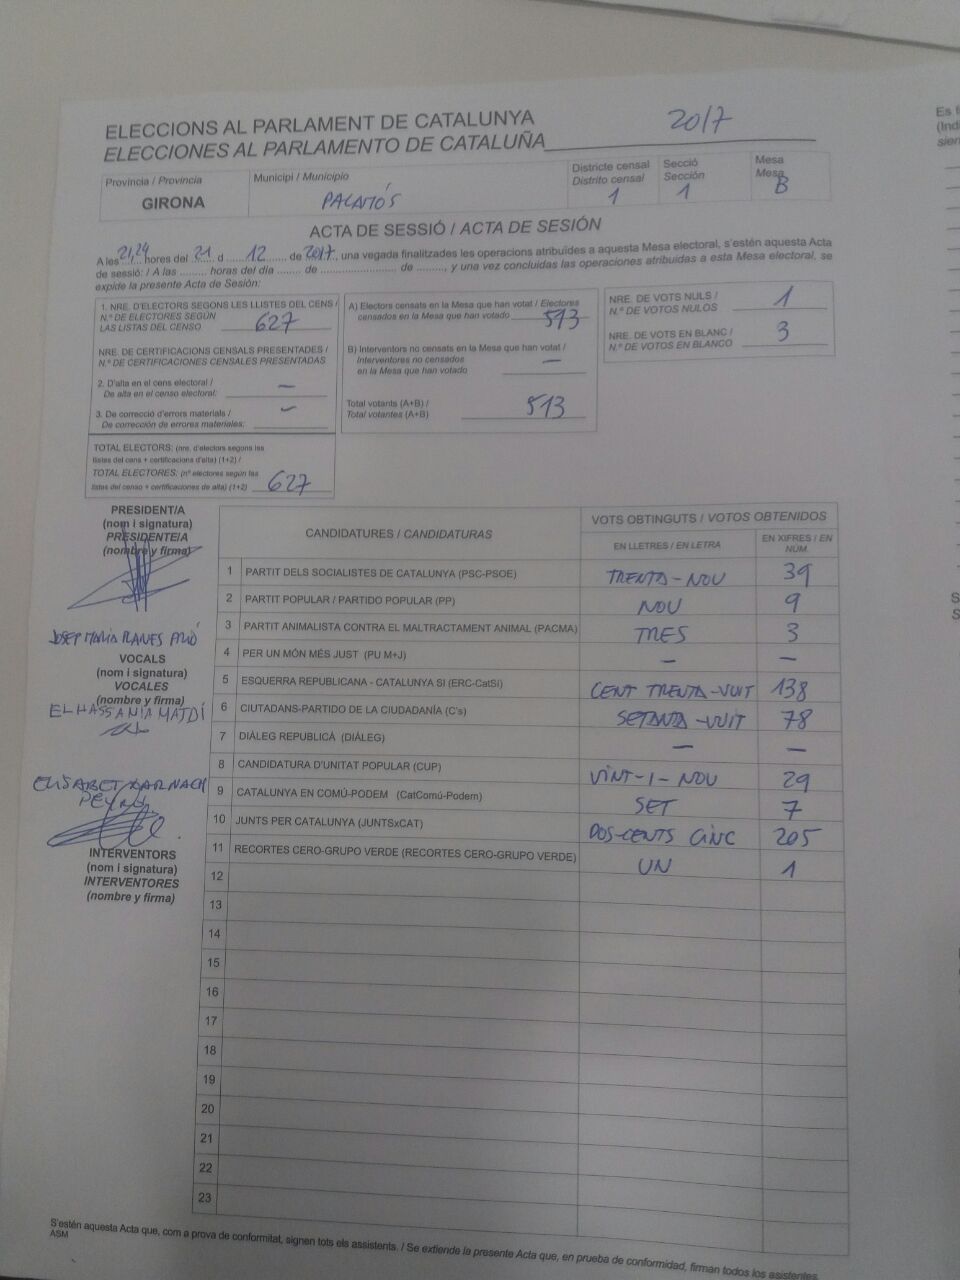 ELECCIONS AL PARLAMENT DE CATALUNYA
ELECCIONES AL PARLAMENTO DE CATALUÑA 2017
Província / Provincia
GIRONA
Municipi / Municipio
PALAMÓS
Districte censal
Distrito censal
1
Secció
Sección
1
Mesa
Mesa
B
ACTA DE SESSIÓ / ACTA DE SESIÓN
A les 21,24 hores del 21 d 12 de 2017, una vegada finalitzades les operacions atribuïdes a aquesta Mesa electoral, s'estén aquesta Acta
de sessió: / A las ......... horas del día ........ de ........................ de ........., y una vez concluidas las operaciones atribuidas a esta Mesa electoral, se
expide la presente Acta de Sesión:
1. NRE. D'ELECTORS SEGONS LES LLISTES DEL CENS /
N.º DE ELECTORES SEGÚN
LAS LISTAS DEL CENSO 627
NRE. DE CERTIFICACIONS CENSALS PRESENTADES /
N.º DE CERTIFICACIONES CENSALES PRESENTADAS
2. D'alta en el cens electoral /
De alta en el censo electoral: –
3. De correcció d'errors materials /
De corrección de errores materiales: –
TOTAL ELECTORS: (nre. d'electors segons les
llistes del cens + certificacions d'alta) (1+2) /
TOTAL ELECTORES: (nº electores según las
listas del censo + certificaciones de alta) (1+2) 627
A) Electors censats en la Mesa que han votat / Electores
censados en la Mesa que han votado 513
B) Interventors no censats en la Mesa que han votat /
Interventores no censados
en la Mesa que han votado –
Total votants (A+B) /
Total votantes (A+B) 513
NRE. DE VOTS NULS /
N.º DE VOTOS NULOS 1
NRE. DE VOTS EN BLANC /
N.º DE VOTOS EN BLANCO 3
PRESIDENT/A
(nom i signatura)
PRESIDENTE/A
(nombre y firma)
JOSEP MARIA PLANES
VOCALS
(nom i signatura)
VOCALES
(nombre y firma)
EL HASSANIA MAJDI
ELISABET
INTERVENTORS
(nom i signatura)
INTERVENTORES
(nombre y firma)
CANDIDATURES / CANDIDATURAS
VOTS OBTINGUTS / VOTOS OBTENIDOS
EN LLETRES / EN LETRA
EN XIFRES / EN NÚM.
1 PARTIT DELS SOCIALISTES DE CATALUNYA (PSC-PSOE) TRENTA-NOU 39
2 PARTIT POPULAR / PARTIDO POPULAR (PP) NOU 9
3 PARTIT ANIMALISTA CONTRA EL MALTRACTAMENT ANIMAL (PACMA) TRES 3
4 PER UN MÓN MÉS JUST (PU M+J) – –
5 ESQUERRA REPUBLICANA - CATALUNYA SI (ERC-CatSí) CENT TRENTA-VUIT 138
6 CIUTADANS-PARTIDO DE LA CIUDADANÍA (C's) SETANTA-VUIT 78
7 DIÀLEG REPUBLICÀ (DIÀLEG) – –
8 CANDIDATURA D'UNITAT POPULAR (CUP) VINT-I-NOU 29
9 CATALUNYA EN COMÚ-PODEM (CatComú-Podem) SET 7
10 JUNTS PER CATALUNYA (JUNTSxCAT) DOS-CENTS CINC 205
11 RECORTES CERO-GRUPO VERDE (RECORTES CERO-GRUPO VERDE) UN 1
12
13
14
15
16
17
18
19
20
21
22
23
S'estén aquesta Acta que, com a prova de conformitat, signen tots els assistents. / Se extiende la presente Acta que, en prueba de conformidad, firman todos los asistentes
ASM